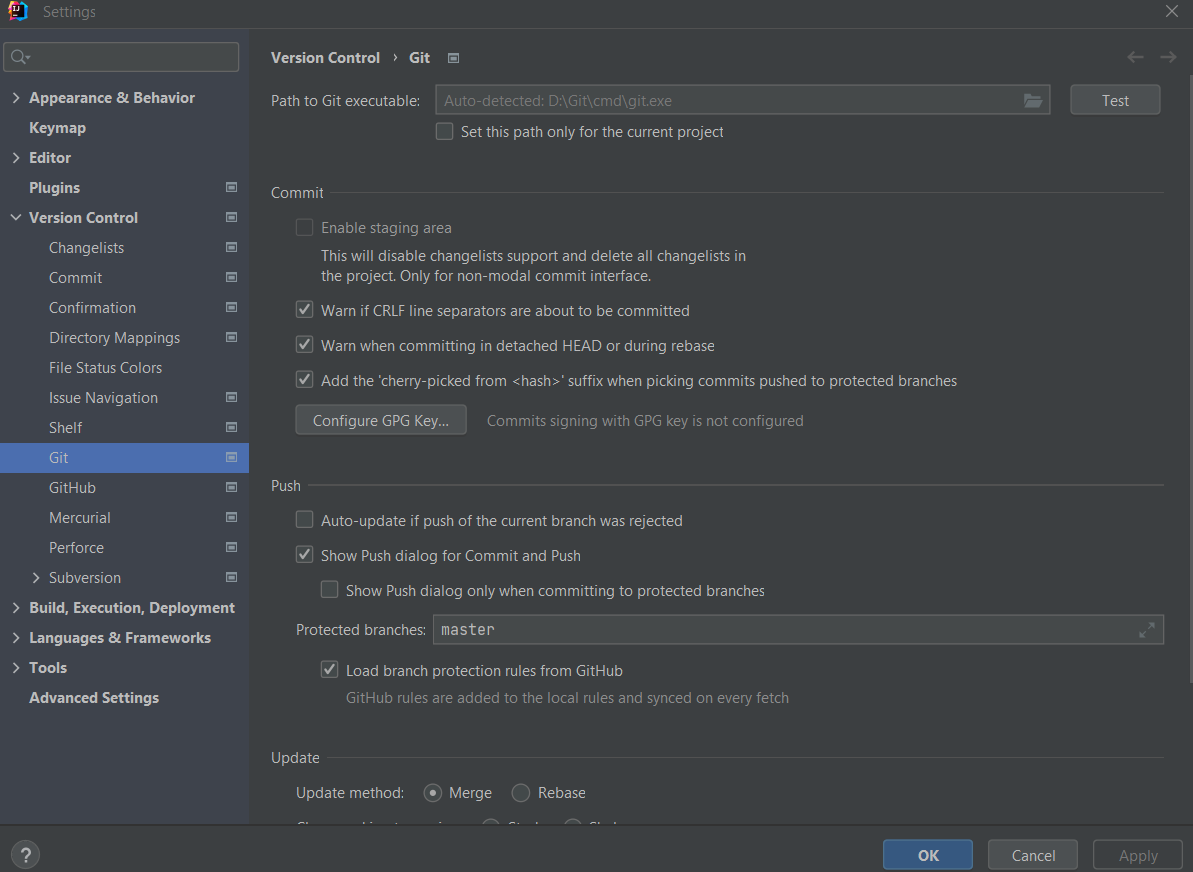 Settings
Version Control › Git
Appearance & Behavior
Keymap
Editor
Plugins
Version Control
Changelists
Commit
Confirmation
Directory Mappings
File Status Colors
Issue Navigation
Shelf
Git
GitHub
Mercurial
Perforce
Subversion
Build, Execution, Deployment
Languages & Frameworks
Tools
Advanced Settings
Path to Git executable: Auto-detected: D:\Git\cmd\git.exe Test
Set this path only for the current project
Commit
Enable staging area
This will disable changelists support and delete all changelists in
the project. Only for non-modal commit interface.
Warn if CRLF line separators are about to be committed
Warn when committing in detached HEAD or during rebase
Add the 'cherry-picked from <hash>' suffix when picking commits pushed to protected branches
Configure GPG Key... Commits signing with GPG key is not configured
Push
Auto-update if push of the current branch was rejected
Show Push dialog for Commit and Push
Show Push dialog only when committing to protected branches
Protected branches: master
Load branch protection rules from GitHub
GitHub rules are added to the local rules and synced on every fetch
Update
Update method: Merge Rebase
? OK Cancel Apply